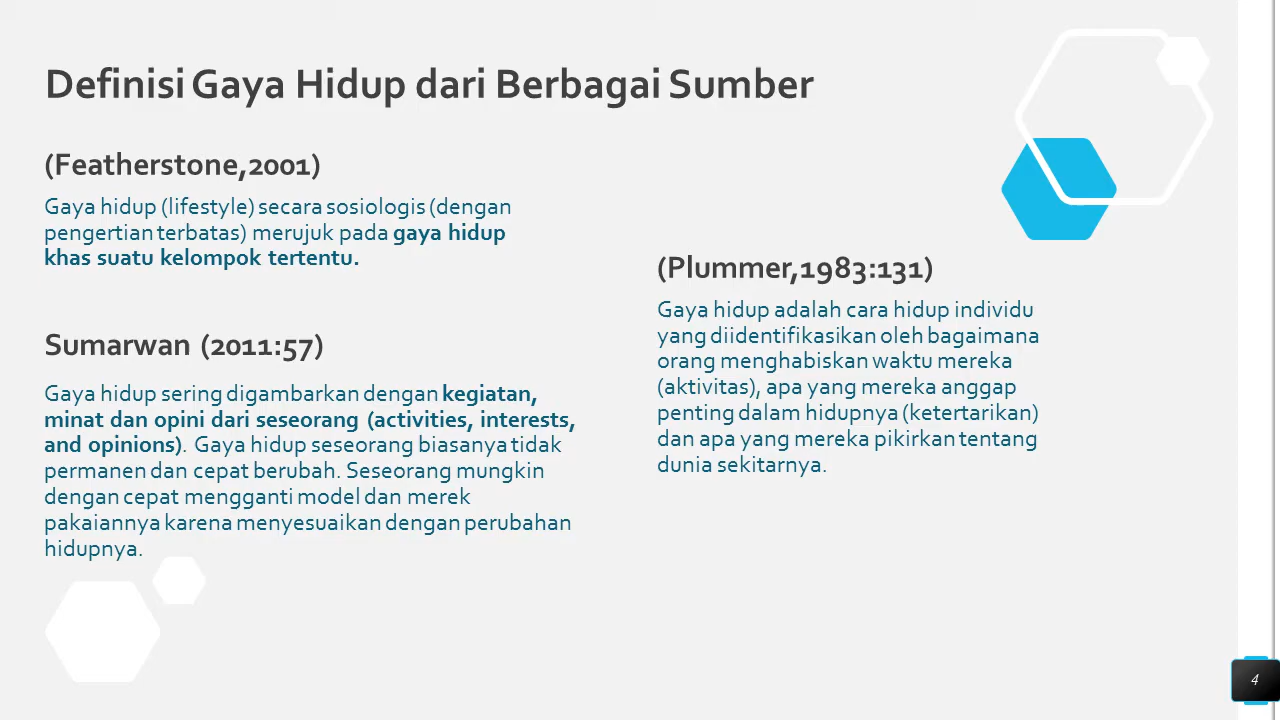 Definisi Gaya Hidup dari Berbagai Sumber
(Featherstone,2001)
Gaya hidup (lifestyle) secara sosiologis (dengan
pengertian terbatas) merujuk pada gaya hidup
khas suatu kelompok tertentu.
Sumarwan (2011:57)
Gaya hidup sering digambarkan dengan kegiatan,
minat dan opini dari seseorang (activities, interests,
and opinions). Gaya hidup seseorang biasanya tidak
permanen dan cepat berubah. Seseorang mungkin
dengan cepat mengganti model dan merek
pakaiannya karena menyesuaikan dengan perubahan
hidupnya.
(Plummer,1983:131)
Gaya hidup adalah cara hidup individu
yang diidentifikasikan oleh bagaimana
orang menghabiskan waktu mereka
(aktivitas), apa yang mereka anggap
penting dalam hidupnya (ketertarikan)
dan apa yang mereka pikirkan tentang
dunia sekitarnya.
4